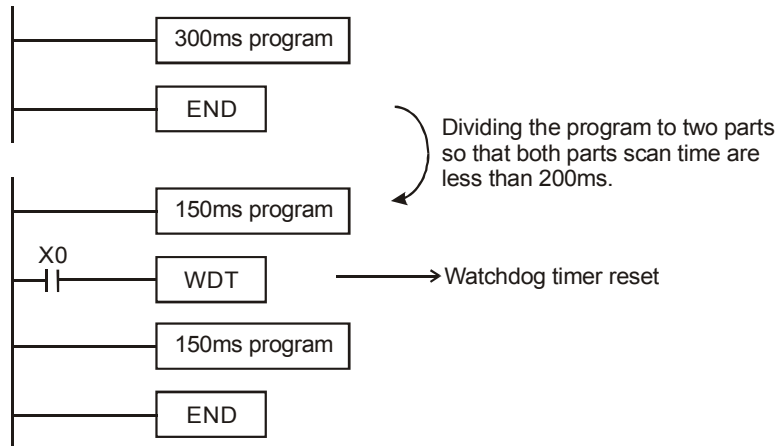 300ms program
END
Dividing the program to two parts
so that both parts scan time are
less than 200ms.
150ms program
X0
WDT
Watchdog timer reset
150ms program
END